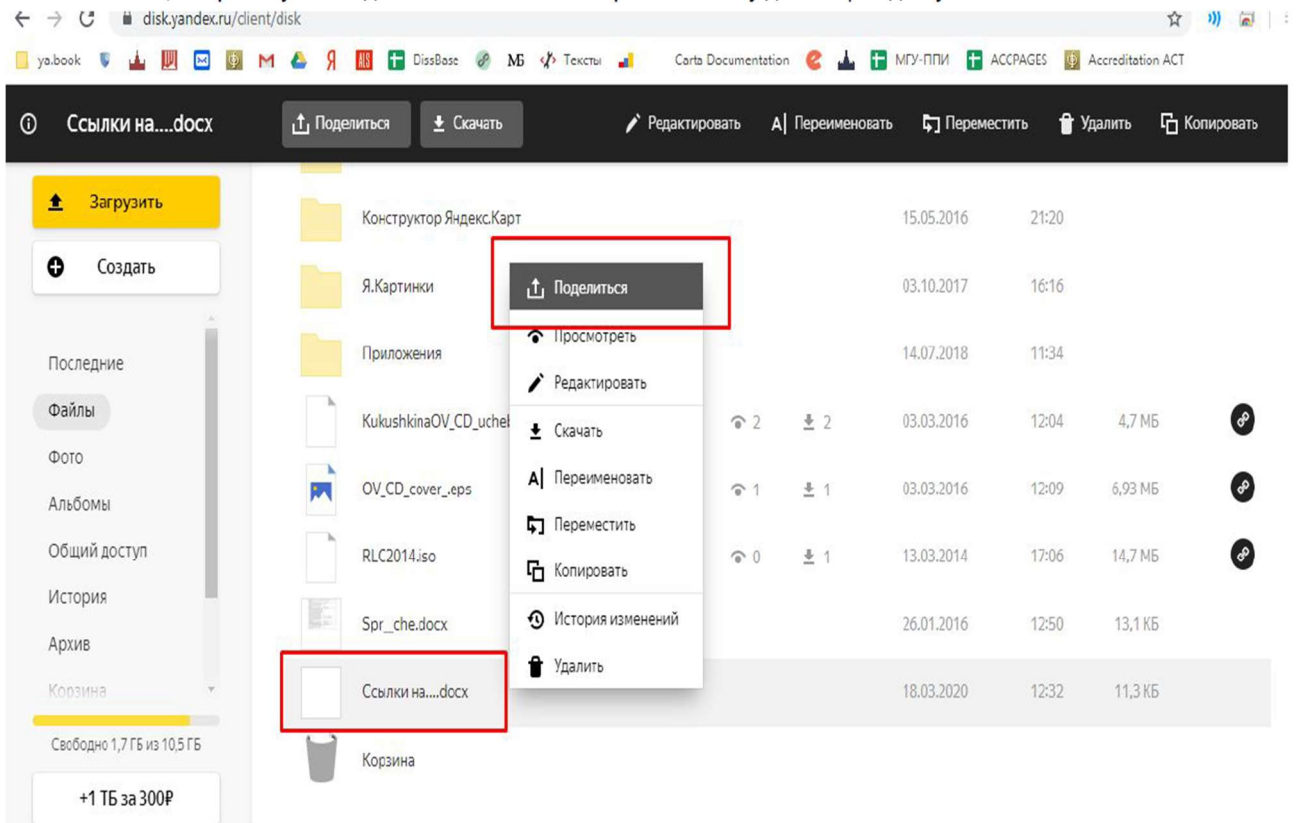 disk.yandex.ru/client/disk
ya.book DissBase МБ Тексты Carta Documentation МГУ-ППИ ACCPAGES Accreditation ACT
Ссылки на....docx Поделиться Скачать Редактировать Переименовать Переместить Удалить Копировать
Загрузить
Создать
Последние
Файлы
Фото
Альбомы
Общий доступ
История
Архив
Корзина
Свободно 1,7 ГБ из 10,5 ГБ
+1 ТБ за 300₽
Конструктор Яндекс.Карт 15.05.2016 21:20
Я.Картинки 03.10.2017 16:16
Приложения 14.07.2018 11:34
KukushkinaOV_CD_ucheb 2 2 03.03.2016 12:04 4,7 МБ
OV_CD_cover_.eps 1 1 03.03.2016 12:09 6,93 МБ
RLC2014.iso 0 1 13.03.2014 17:06 14,7 МБ
Spr__che.docx 26.01.2016 12:50 13,1 КБ
Ссылки на....docx 18.03.2020 12:32 11,3 КБ
Корзина
Поделиться
Просмотреть
Редактировать
Скачать
Переименовать
Переместить
Копировать
История изменений
Удалить